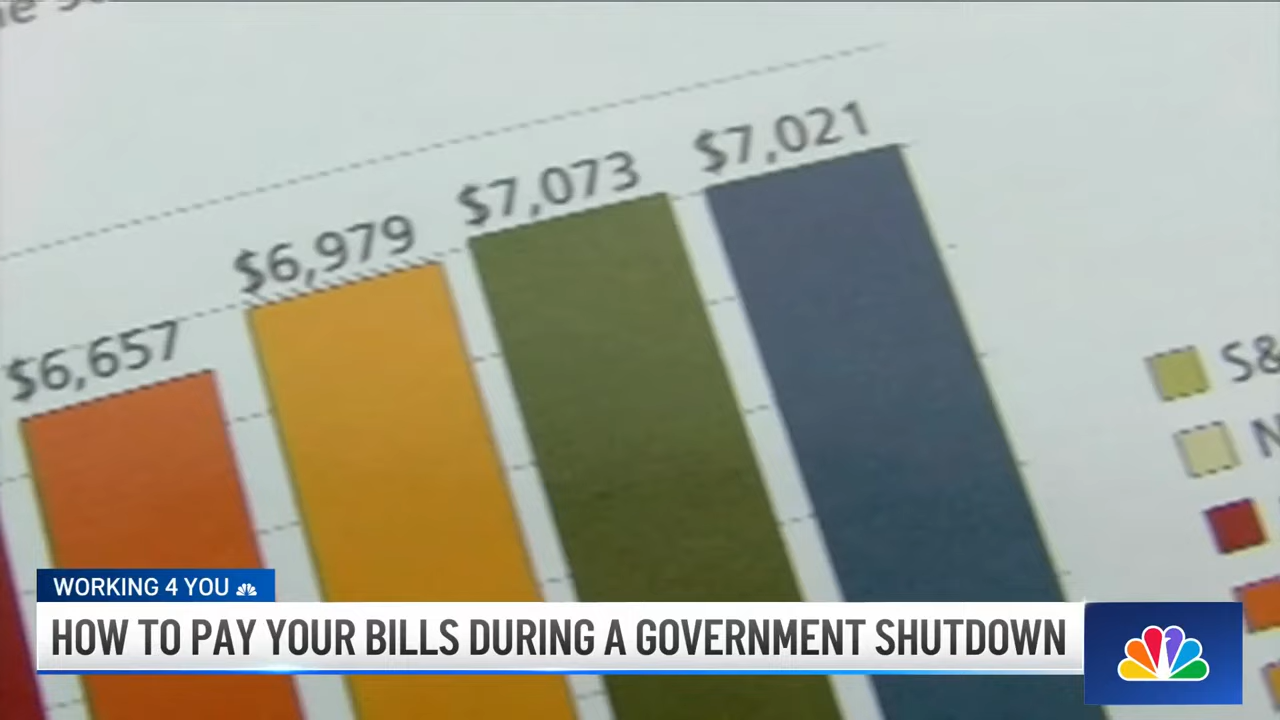 $7,021
$7,073
$6,979
$6,657
S&
N
WORKING 4 YOU
HOW TO PAY YOUR BILLS DURING A GOVERNMENT SHUTDOWN